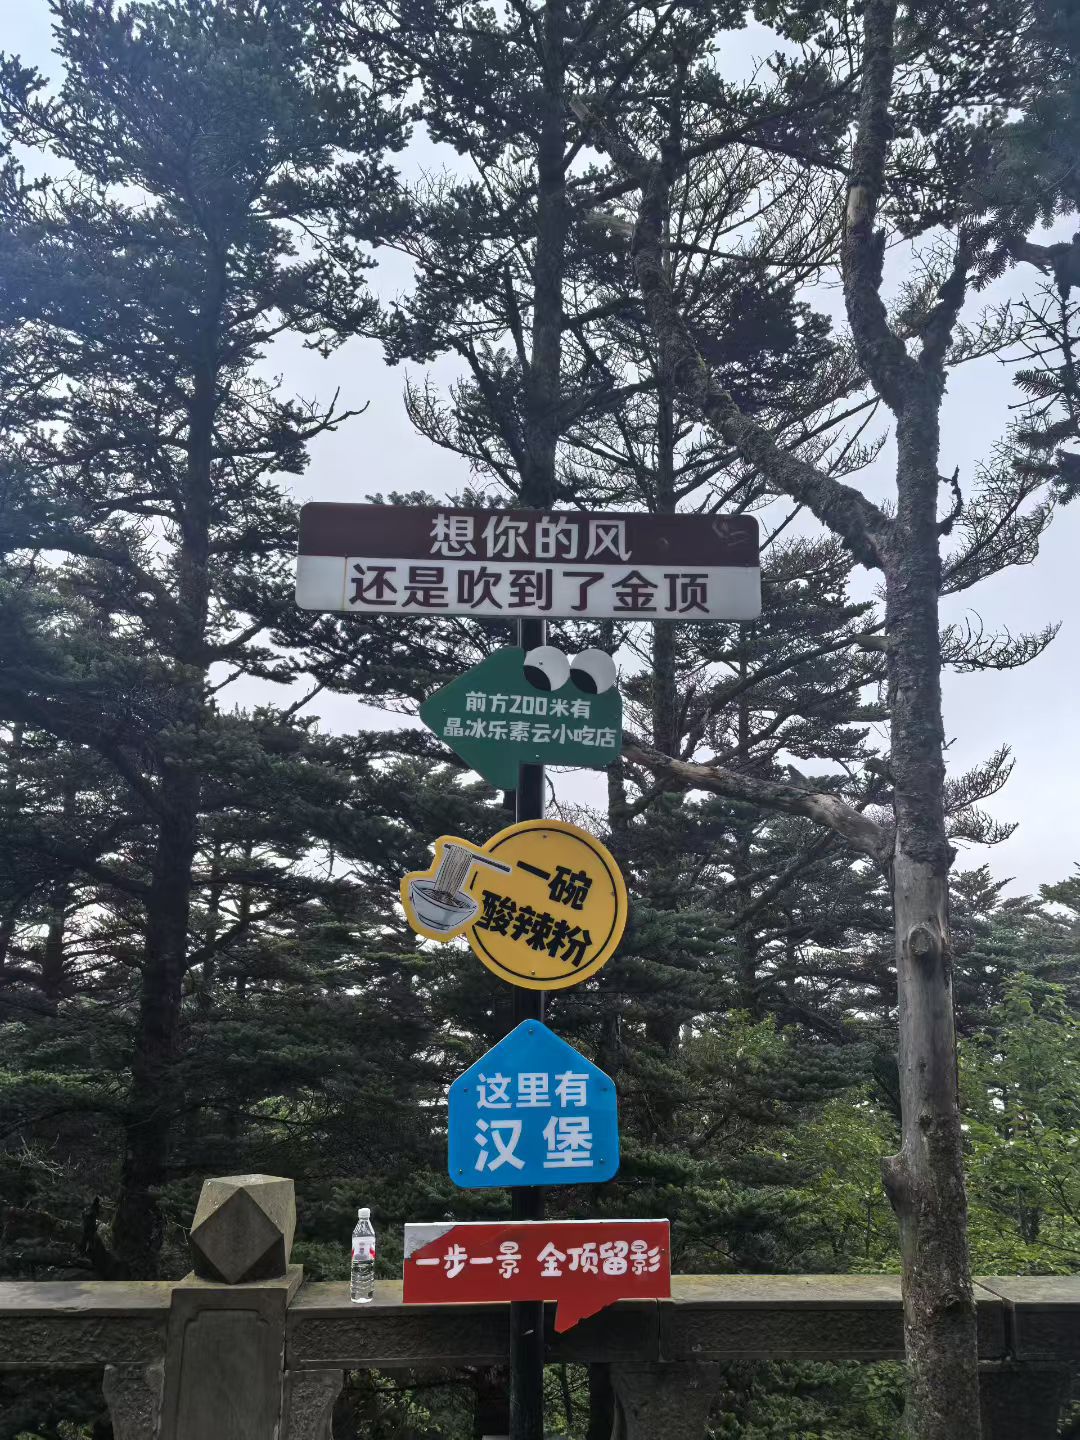 想你的风
还是吹到了金顶
前方200米有
晶冰乐素云小吃店
一碗
酸辣粉
这里有
汉堡
一步一景 金顶留影